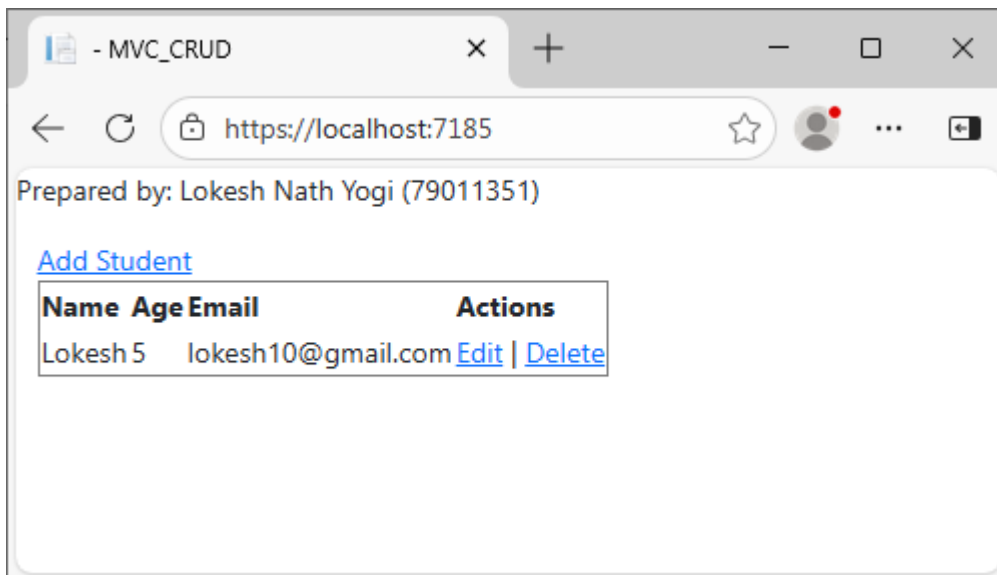 - MVC_CRUD
https://localhost:7185
Prepared by: Lokesh Nath Yogi (79011351)
Add Student
Name Age Email Actions
Lokesh 5 lokesh10@gmail.com Edit | Delete